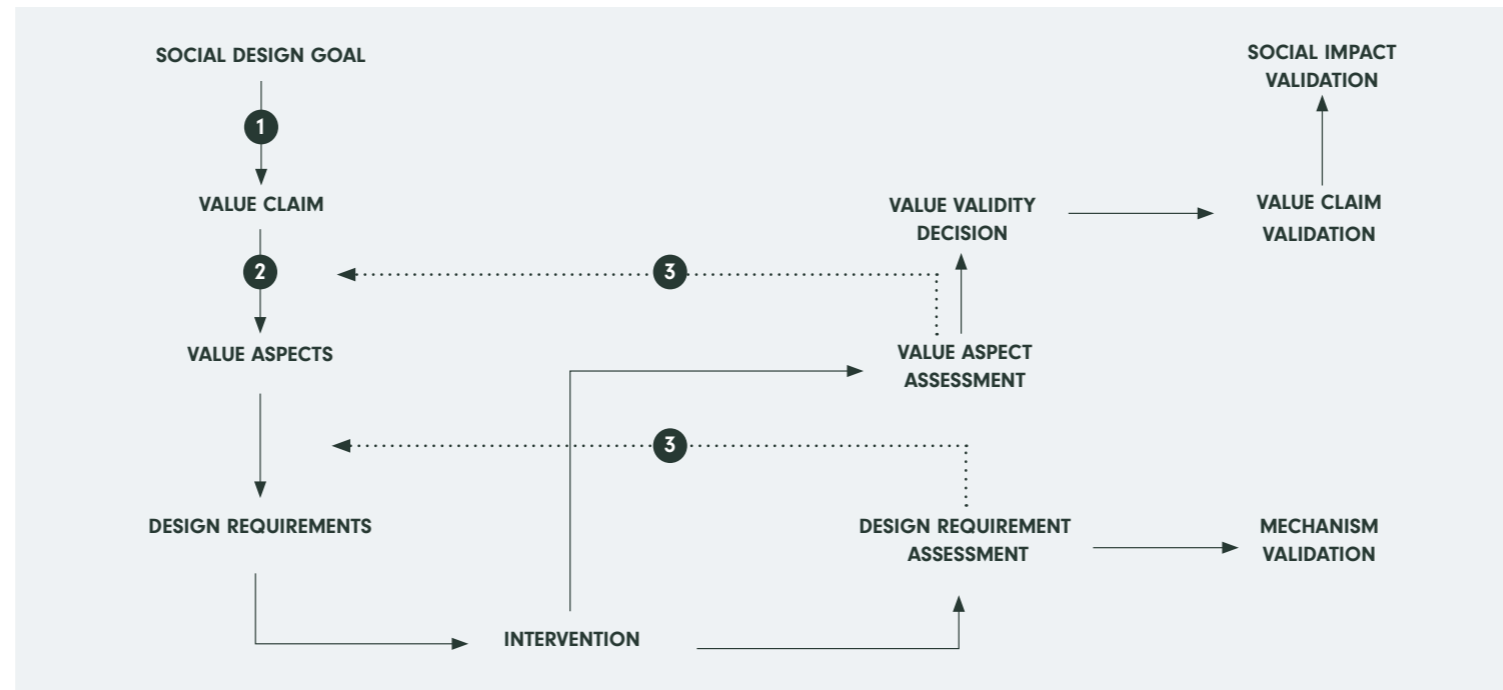 SOCIAL DESIGN GOAL
1
VALUE CLAIM
2
VALUE ASPECTS
DESIGN REQUIREMENTS
INTERVENTION
3
3
VALUE VALIDITY
DECISION
VALUE ASPECT
ASSESSMENT
DESIGN REQUIREMENT
ASSESSMENT
SOCIAL IMPACT
VALIDATION
VALUE CLAIM
VALIDATION
MECHANISM
VALIDATION